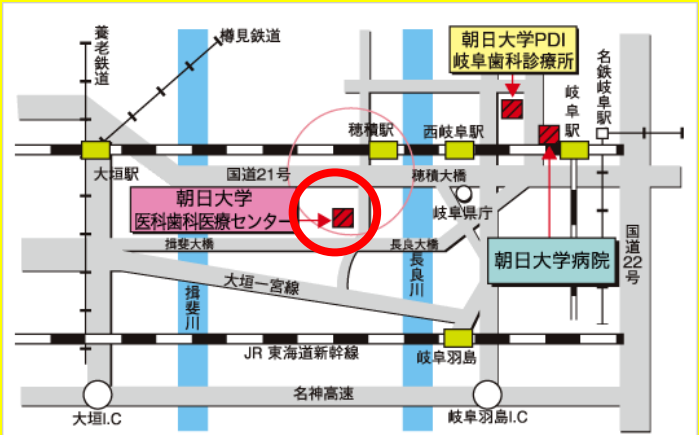 養老鉄道
樽見鉄道
朝日大学PDI
岐阜歯科診療所
名鉄岐阜駅
岐阜駅
穂積駅
西岐阜駅
大垣駅
国道21号
穂積大橋
朝日大学
医科歯科医療センター
岐阜県庁
揖斐大橋
長良大橋
朝日大学病院
国道22号
大垣一宮線
長良川
揖斐川
JR 東海道新幹線
岐阜羽島
名神高速
大垣I.C
岐阜羽島I.C